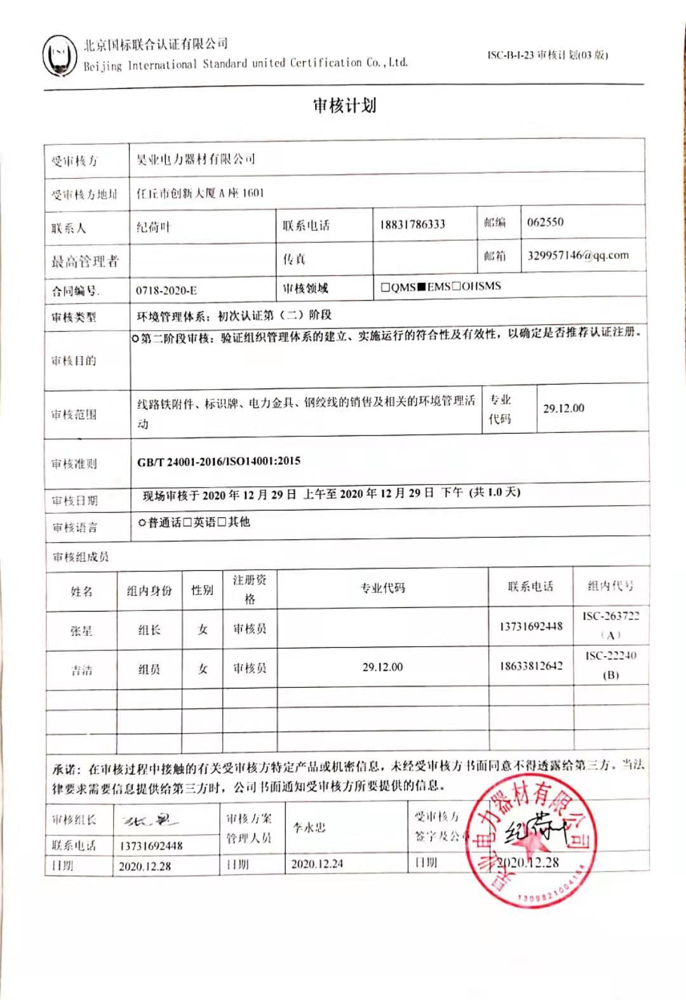 北京国标联合认证有限公司
Beijing International Standard united Certification Co.,Ltd.
ISC-B-I-23 审核计划(03 版)
审核计划
受审核方 昊业电力器材有限公司
受审核方地址 任丘市创新大厦 A 座 1601
联系人 纪荷叶 联系电话 18831786333 邮编 062550
最高管理者 传真 邮箱 329957146@qq.com
合同编号. 0718-2020-E 审核领域 □QMS■EMS□OHSMS
审核类型 环境管理体系：初次认证第（二）阶段
审核目的 第二阶段审核：验证组织管理体系的建立、实施运行的符合性及有效性，以确定是否推荐认证注册。
审核范围 线路铁附件、标识牌、电力金具、钢绞线的销售及相关的环境管理活
动
专业
代码
29.12.00
审核准则 GB/T 24001-2016/ISO14001:2015
审核日期 现场审核于 2020 年 12 月 29 日 上午至 2020 年 12 月 29 日 下午 (共 1.0 天)
审核语言 普通话□英语□其他
审核组成员
姓名 组内身份 性别 注册资
格
专业代码 联系电话 组内代号
张星 组长 女 审核员 13731692448 ISC-263722
（A）
吉洁 组员 女 审核员 29.12.00 18633812642 ISC-22240
(B)
承诺：在审核过程中接触的有关受审核方特定产品或机密信息，未经受审核方书面同意不得透露给第三方。当法
律要求需要信息提供给第三方时，公司书面通知受审核方所要提供的信息。
审核组长 张星 审核方案
管理人员
李永忠 受审核方
签字及公章
纪荷叶
联系电话 13731692448
日期 2020.12.28 日期 2020.12.24 日期 2020.12.28
昊业电力器材有限公司